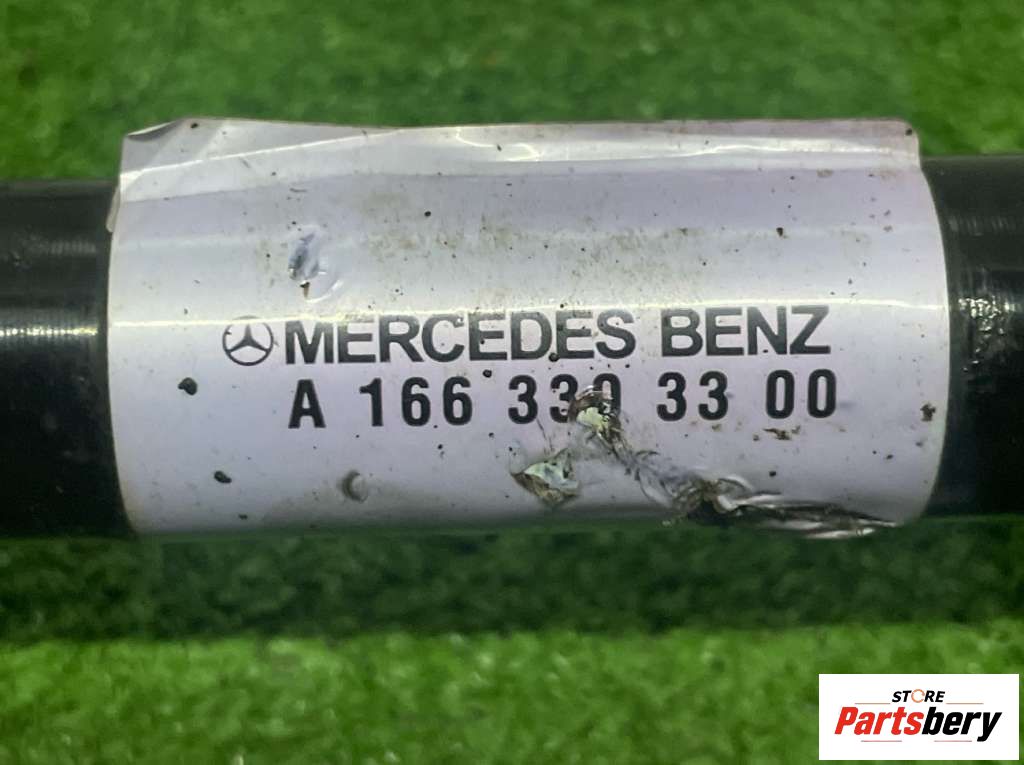 MERCEDES BENZ
A 166 330 33 00
STORE
Partsbery